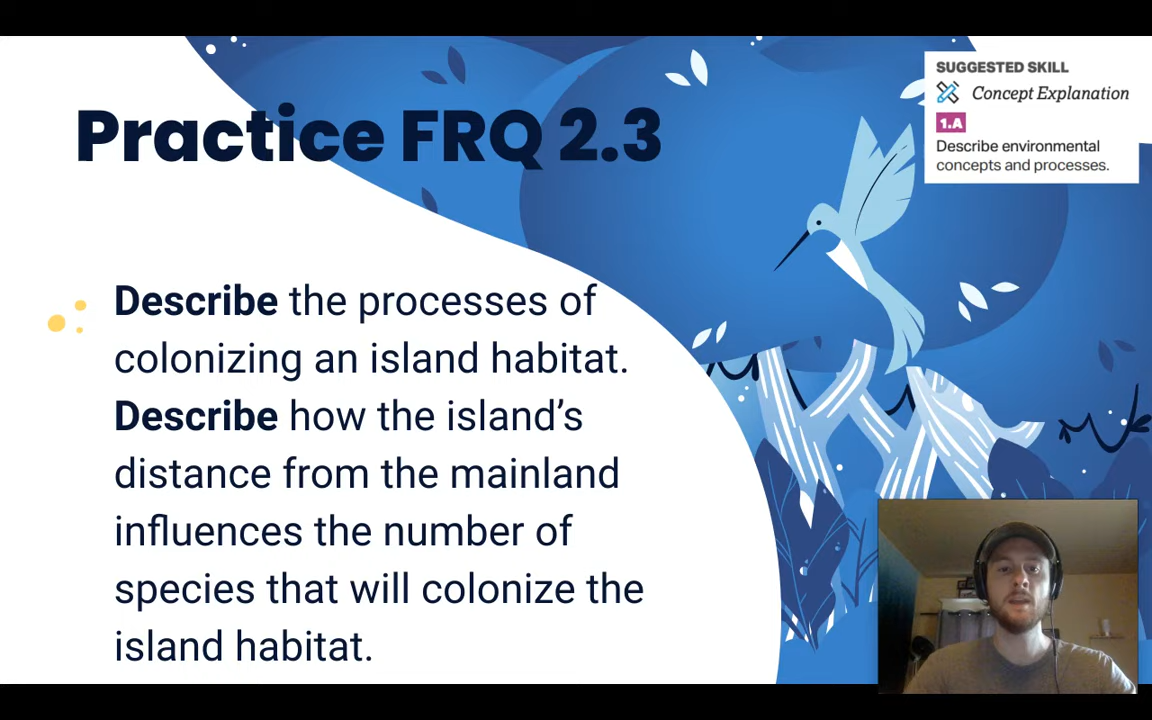 Practice FRQ 2.3
SUGGESTED SKILL
Concept Explanation
1.A
Describe environmental
concepts and processes.
Describe the processes of
colonizing an island habitat.
Describe how the island’s
distance from the mainland
influences the number of
species that will colonize the
island habitat.